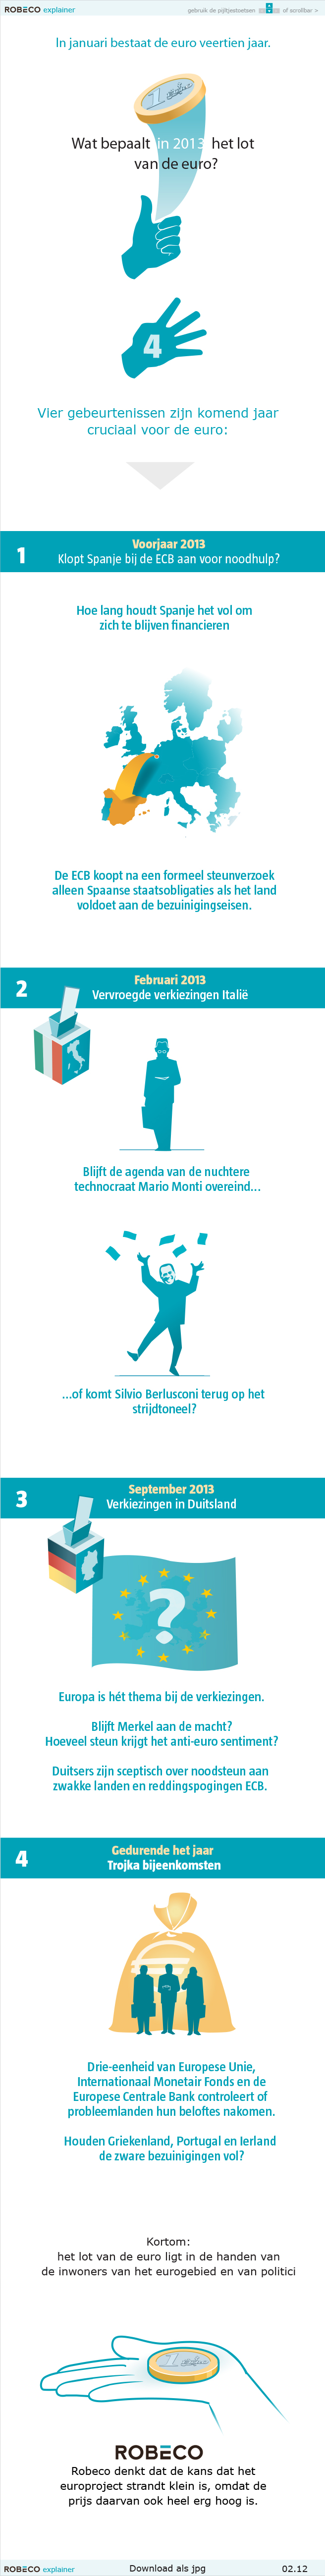 ROBECO explainer
gebruik de pijltjestoetsen of scrollbar >
In januari bestaat de euro veertien jaar.
1
Wat bepaalt in 2013 het lot
van de euro?
4
Vier gebeurtenissen zijn komend jaar
cruciaal voor de euro:
1
Voorjaar 2013
Klopt Spanje bij de ECB aan voor noodhulp?
Hoe lang houdt Spanje het vol om
zich te blijven financieren
De ECB koopt na een formeel steunverzoek
alleen Spaanse staatsobligaties als het land
voldoet aan de bezuinigingseisen.
2
Februari 2013
Vervroegde verkiezingen Italië
Blijft de agenda van de nuchtere
technocraat Mario Monti overeind...
...of komt Silvio Berlusconi terug op het
strijdtoneel?
3
September 2013
Verkiezingen in Duitsland
?
Europa is hét thema bij de verkiezingen.
Blijft Merkel aan de macht?
Hoeveel steun krijgt het anti-euro sentiment?
Duitsers zijn sceptisch over noodsteun aan
zwakke landen en reddingspogingen ECB.
4
Gedurende het jaar
Trojka bijeenkomsten
€
Drie-eenheid van Europese Unie,
Internationaal Monetair Fonds en de
Europese Centrale Bank controleert of
probleemlanden hun beloftes nakomen.
Houden Griekenland, Portugal en Ierland
de zware bezuinigingen vol?
Kortom:
het lot van de euro ligt in de handen van
de inwoners van het eurogebied en van politici
1
ROBECO
Robeco denkt dat de kans dat het
europroject strandt klein is, omdat de
prijs daarvan ook heel erg hoog is.
ROBECO explainer
Download als jpg
02.12